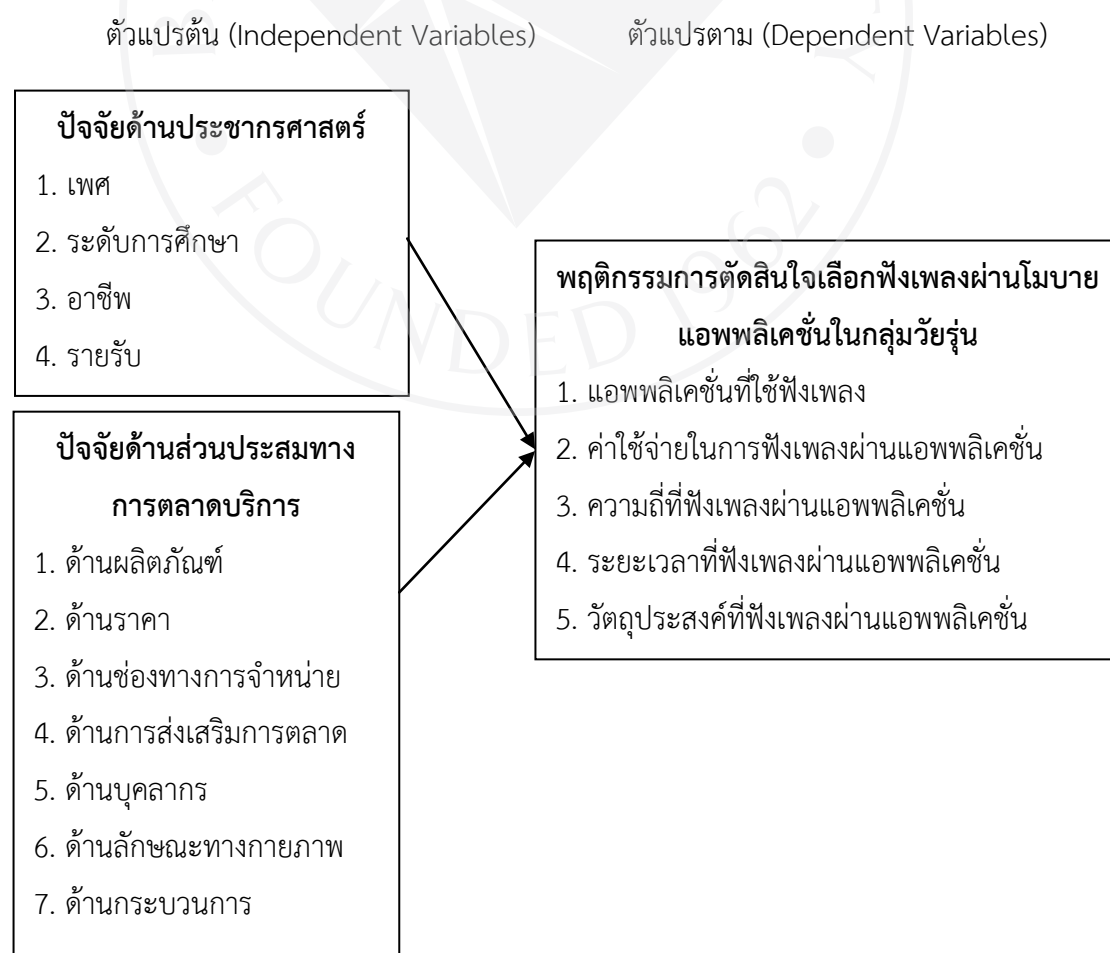 ตัวแปรต้น (Independent Variables) ตัวแปรตาม (Dependent Variables)
ปัจจัยด้านประชากรศาสตร์
1. เพศ
2. ระดับการศึกษา
3. อาชีพ
4. รายรับ
ปัจจัยด้านส่วนประสมทาง
การตลาดบริการ
1. ด้านผลิตภัณฑ์
2. ด้านราคา
3. ด้านช่องทางการจำหน่าย
4. ด้านการส่งเสริมการตลาด
5. ด้านบุคลากร
6. ด้านลักษณะทางกายภาพ
7. ด้านกระบวนการ
พฤติกรรมการตัดสินใจเลือกฟังเพลงผ่านโมบาย
แอพพลิเคชั่นในกลุ่มวัยรุ่น
1. แอพพลิเคชั่นที่ใช้ฟังเพลง
2. ค่าใช้จ่ายในการฟังเพลงผ่านแอพพลิเคชั่น
3. ความถี่ที่ฟังเพลงผ่านแอพพลิเคชั่น
4. ระยะเวลาที่ฟังเพลงผ่านแอพพลิเคชั่น
5. วัตถุประสงค์ที่ฟังเพลงผ่านแอพพลิเคชั่น
FOUNDED 1962